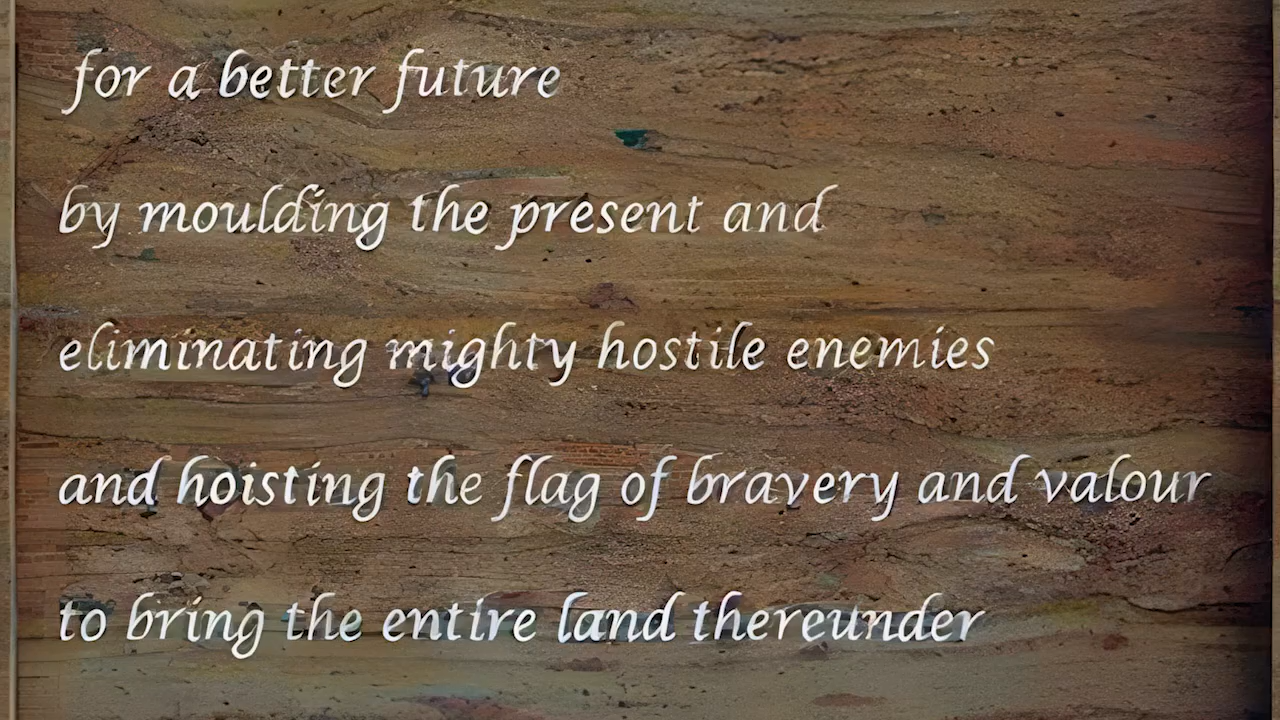 for a better future
by moulding the present and
eliminating mighty hostile enemies
and hoisting the flag of bravery and valour
to bring the entire land thereunder